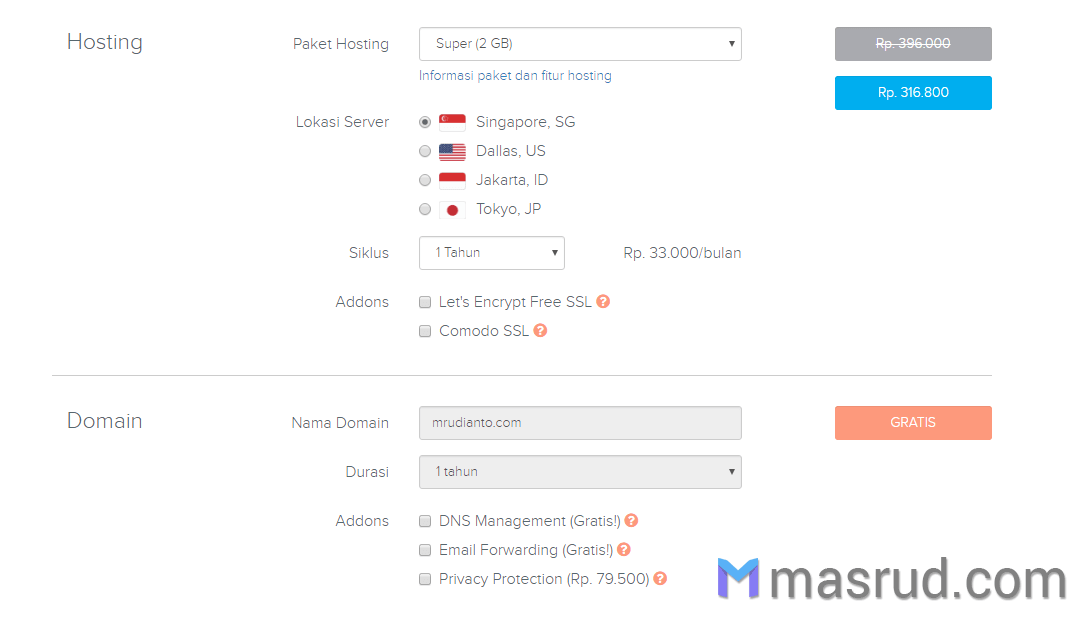 Hosting
Paket Hosting
Super (2 GB)
Rp. 396.000
Informasi paket dan fitur hosting
Rp. 316.800
Lokasi Server
Singapore, SG
Dallas, US
Jakarta, ID
Tokyo, JP
Siklus
1 Tahun
Rp. 33.000/bulan
Addons
Let's Encrypt Free SSL ?
Comodo SSL ?
Domain
Nama Domain
mrudianto.com
GRATIS
Durasi
1 tahun
Addons
DNS Management (Gratis!) ?
Email Forwarding (Gratis!) ?
Privacy Protection (Rp. 79.500) ?
masrud.com